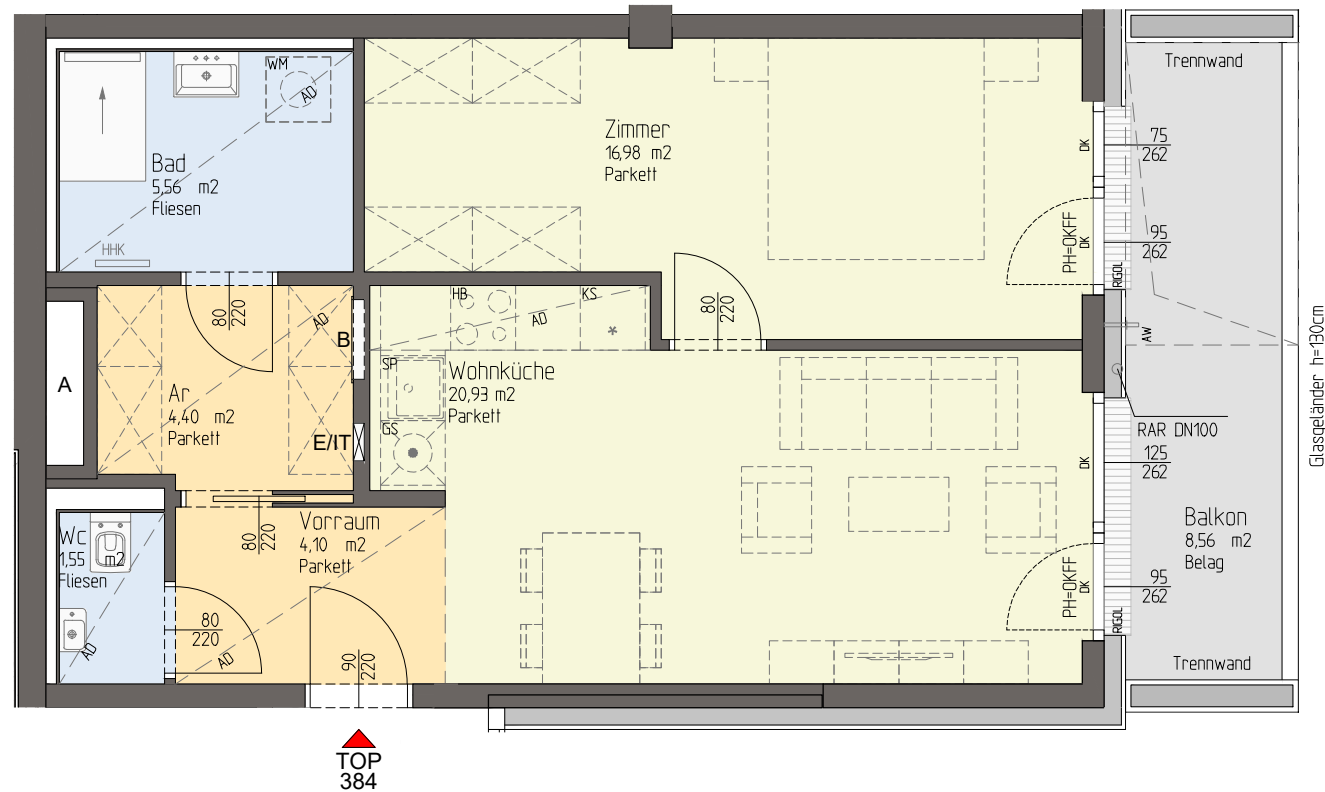 Trennwand
WM
AD
Bad
5,56 m2
Fliesen
HHK
Zimmer
16,98 m2
Parkett
DK
75
262
DK
95
262
PH=OKFF
RIGOL
80
220
AD
B
A
Ar
4,40 m2
Parkett
E/IT
HB
KS
AD
*
SP
GS
Wohnküche
20,93 m2
Parkett
80
220
AW
RAR DN100
Glasgeländer h=130cm
DK
125
262
Balkon
8,56 m2
Belag
DK
95
262
PH=OKFF
RIGOL
Wc
1,55 m2
Fliesen
AD
80
220
Vorraum
4,10 m2
Parkett
80
220
AD
90
220
Trennwand
TOP
384